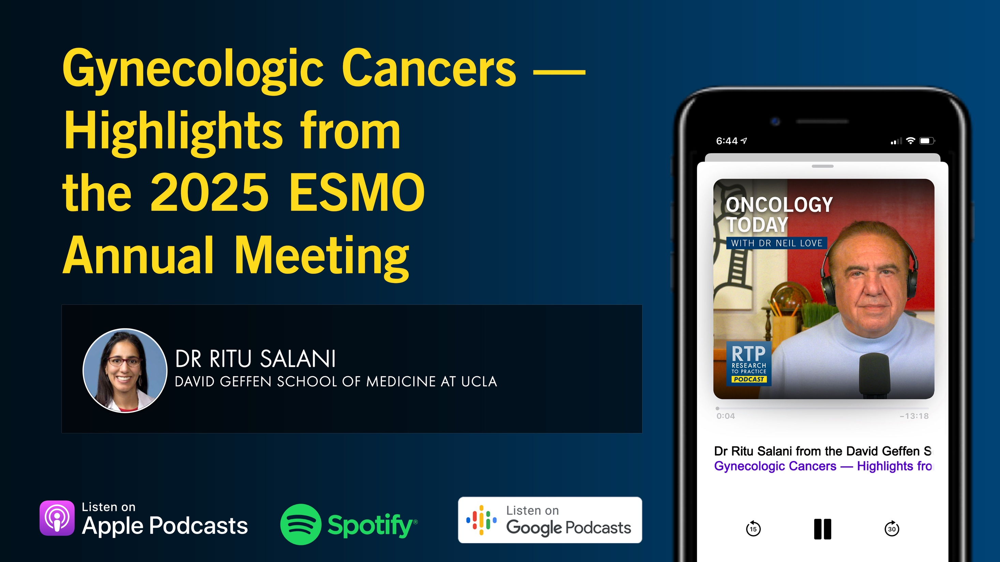 Gynecologic Cancers —
Highlights from
the 2025 ESMO
Annual Meeting
DR RITU SALANI
DAVID GEFFEN SCHOOL OF MEDICINE AT UCLA
Listen on
Apple Podcasts
Spotify®
Listen on
Google Podcasts
6:44
ONCOLOGY
TODAY
WITH DR NEIL LOVE
RTP
RESEARCH
TO PRACTICE
PODCAST
0:04
–13:18
Dr Ritu Salani from the David Geffen S
Gynecologic Cancers — Highlights fro
15
30